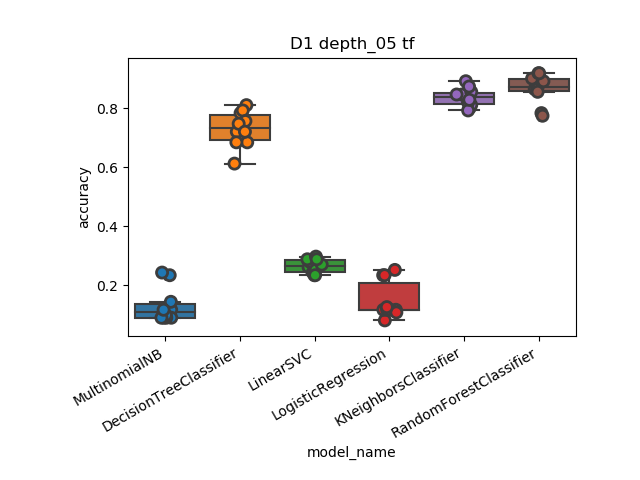 D1 depth_05 tf
accuracy
0.8
0.6
0.4
0.2
MultinomialNB
DecisionTreeClassifier
LinearSVC
LogisticRegression
KNeighborsClassifier
RandomForestClassifier
model_name